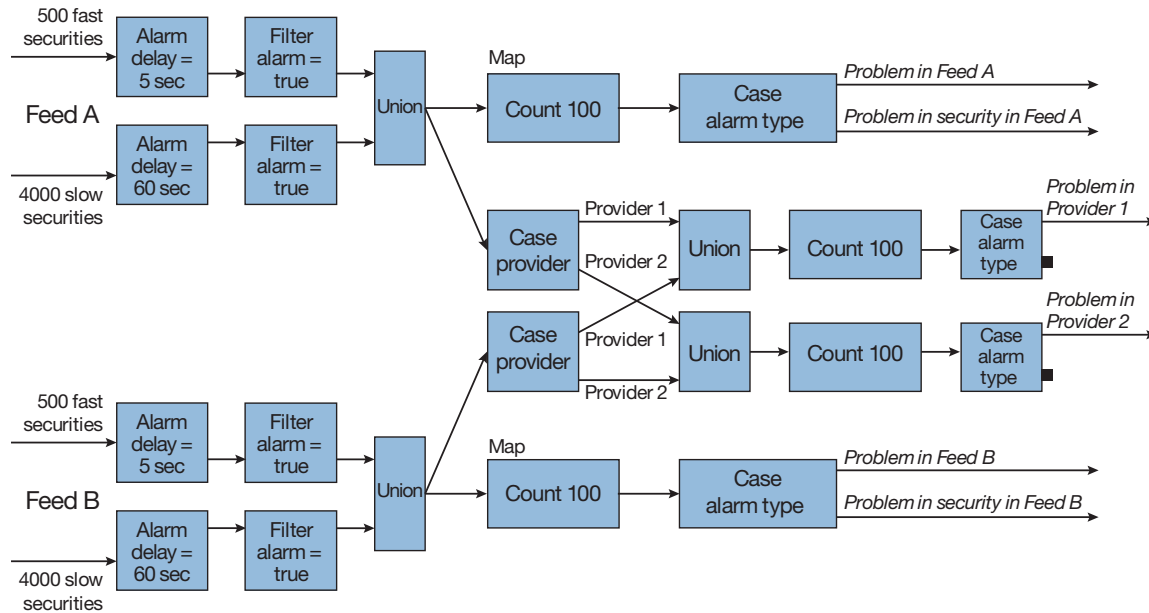 500 fast
securities
Alarm
delay =
5 sec
Filter
alarm =
true
Feed A
Union
Map
Count 100
Case
alarm type
Problem in Feed A
Problem in security in Feed A
Alarm
delay =
60 sec
Filter
alarm =
true
4000 slow
securities
Case
provider
Provider 1
Provider 2
Union
Count 100
Case
alarm
type
Problem in
Provider 1
Case
provider
Provider 1
Provider 2
Union
Count 100
Case
alarm
type
Problem in
Provider 2
500 fast
securities
Alarm
delay =
5 sec
Filter
alarm =
true
Feed B
Union
Map
Count 100
Case
alarm type
Problem in Feed B
Problem in security in Feed B
Alarm
delay =
60 sec
Filter
alarm =
true
4000 slow
securities